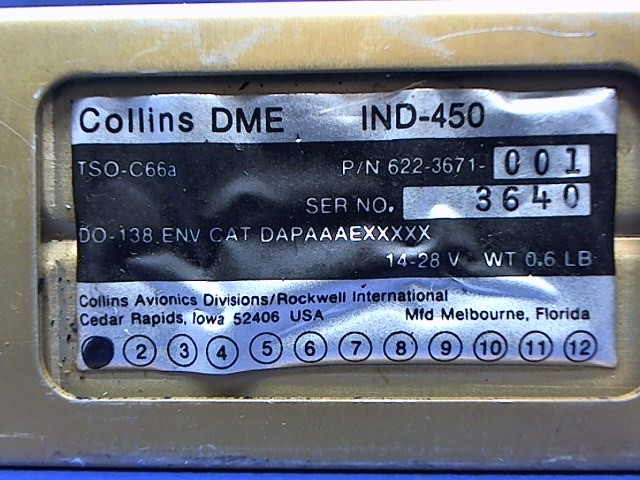 Collins DME IND-450
TSO-C66a P/N 622-3671-001
SER NO. 3640
DO-138 ENV CAT DAPAAAEXXXXX
14-28 V WT 0.6 LB
Collins Avionics Divisions/Rockwell International
Cedar Rapids, Iowa 52406 USA Mfd Melbourne, Florida
2 3 4 5 6 7 8 9 10 11 12